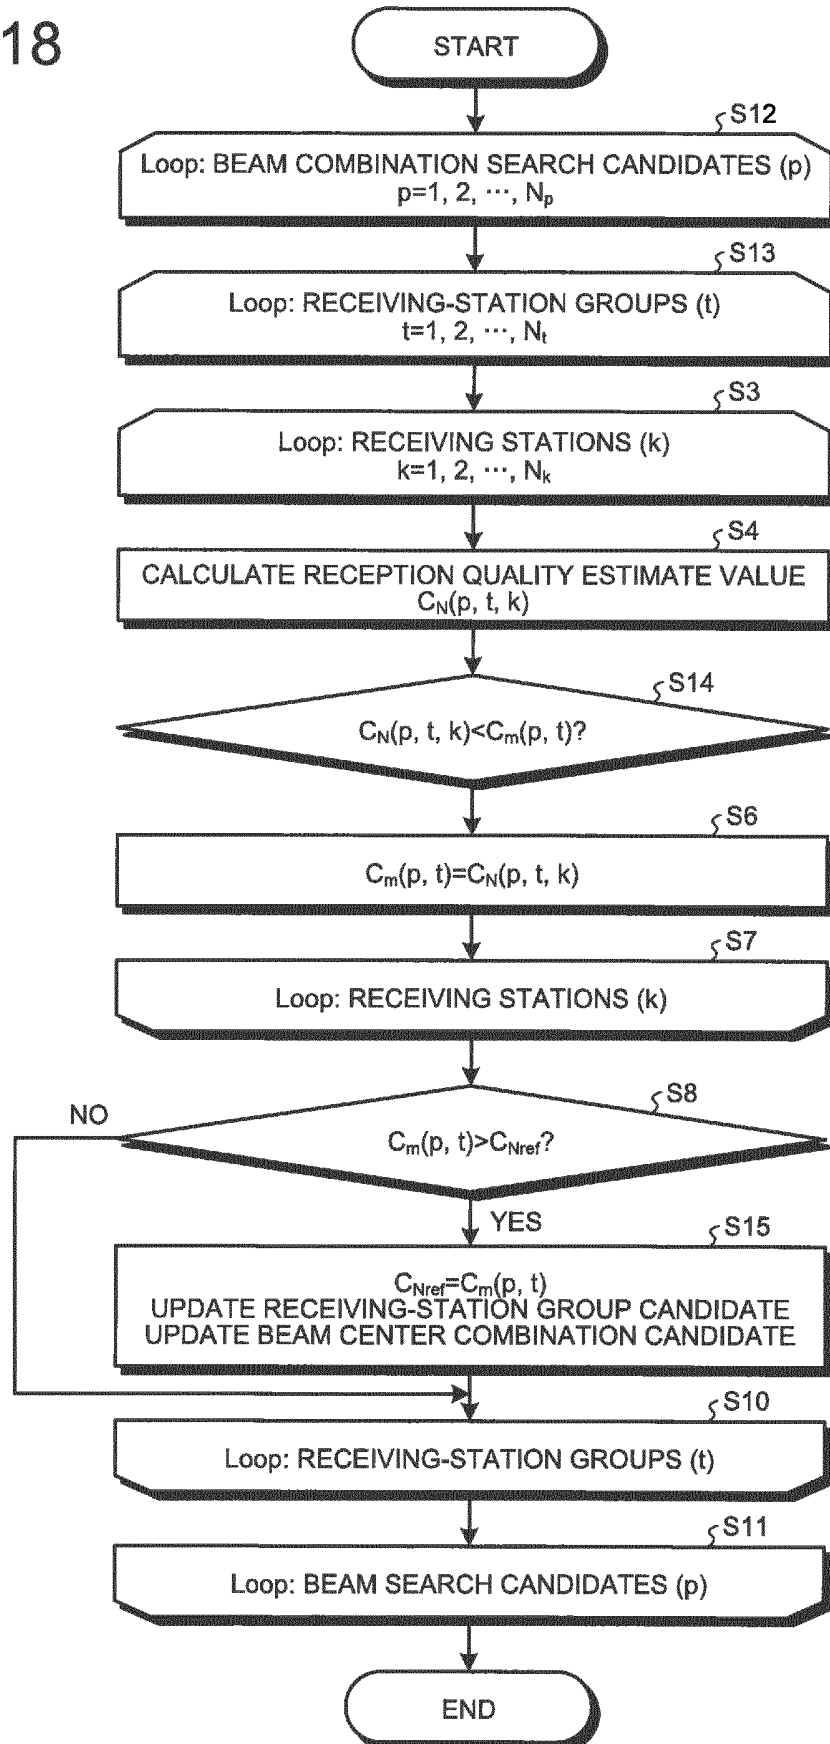 18
START
S12
Loop: BEAM COMBINATION SEARCH CANDIDATES (p)
p=1, 2, ⋯, Np
S13
Loop: RECEIVING-STATION GROUPS (t)
t=1, 2, ⋯, Nt
S3
Loop: RECEIVING STATIONS (k)
k=1, 2, ⋯, Nk
S4
CALCULATE RECEPTION QUALITY ESTIMATE VALUE
CN(p, t, k)
S14
CN(p, t, k)<Cm(p, t)?
S6
Cm(p, t)=CN(p, t, k)
S7
Loop: RECEIVING STATIONS (k)
S8
NO
Cm(p, t)>CNref?
YES
S15
CNref=Cm(p, t)
UPDATE RECEIVING-STATION GROUP CANDIDATE
UPDATE BEAM CENTER COMBINATION CANDIDATE
S10
Loop: RECEIVING-STATION GROUPS (t)
S11
Loop: BEAM SEARCH CANDIDATES (p)
END